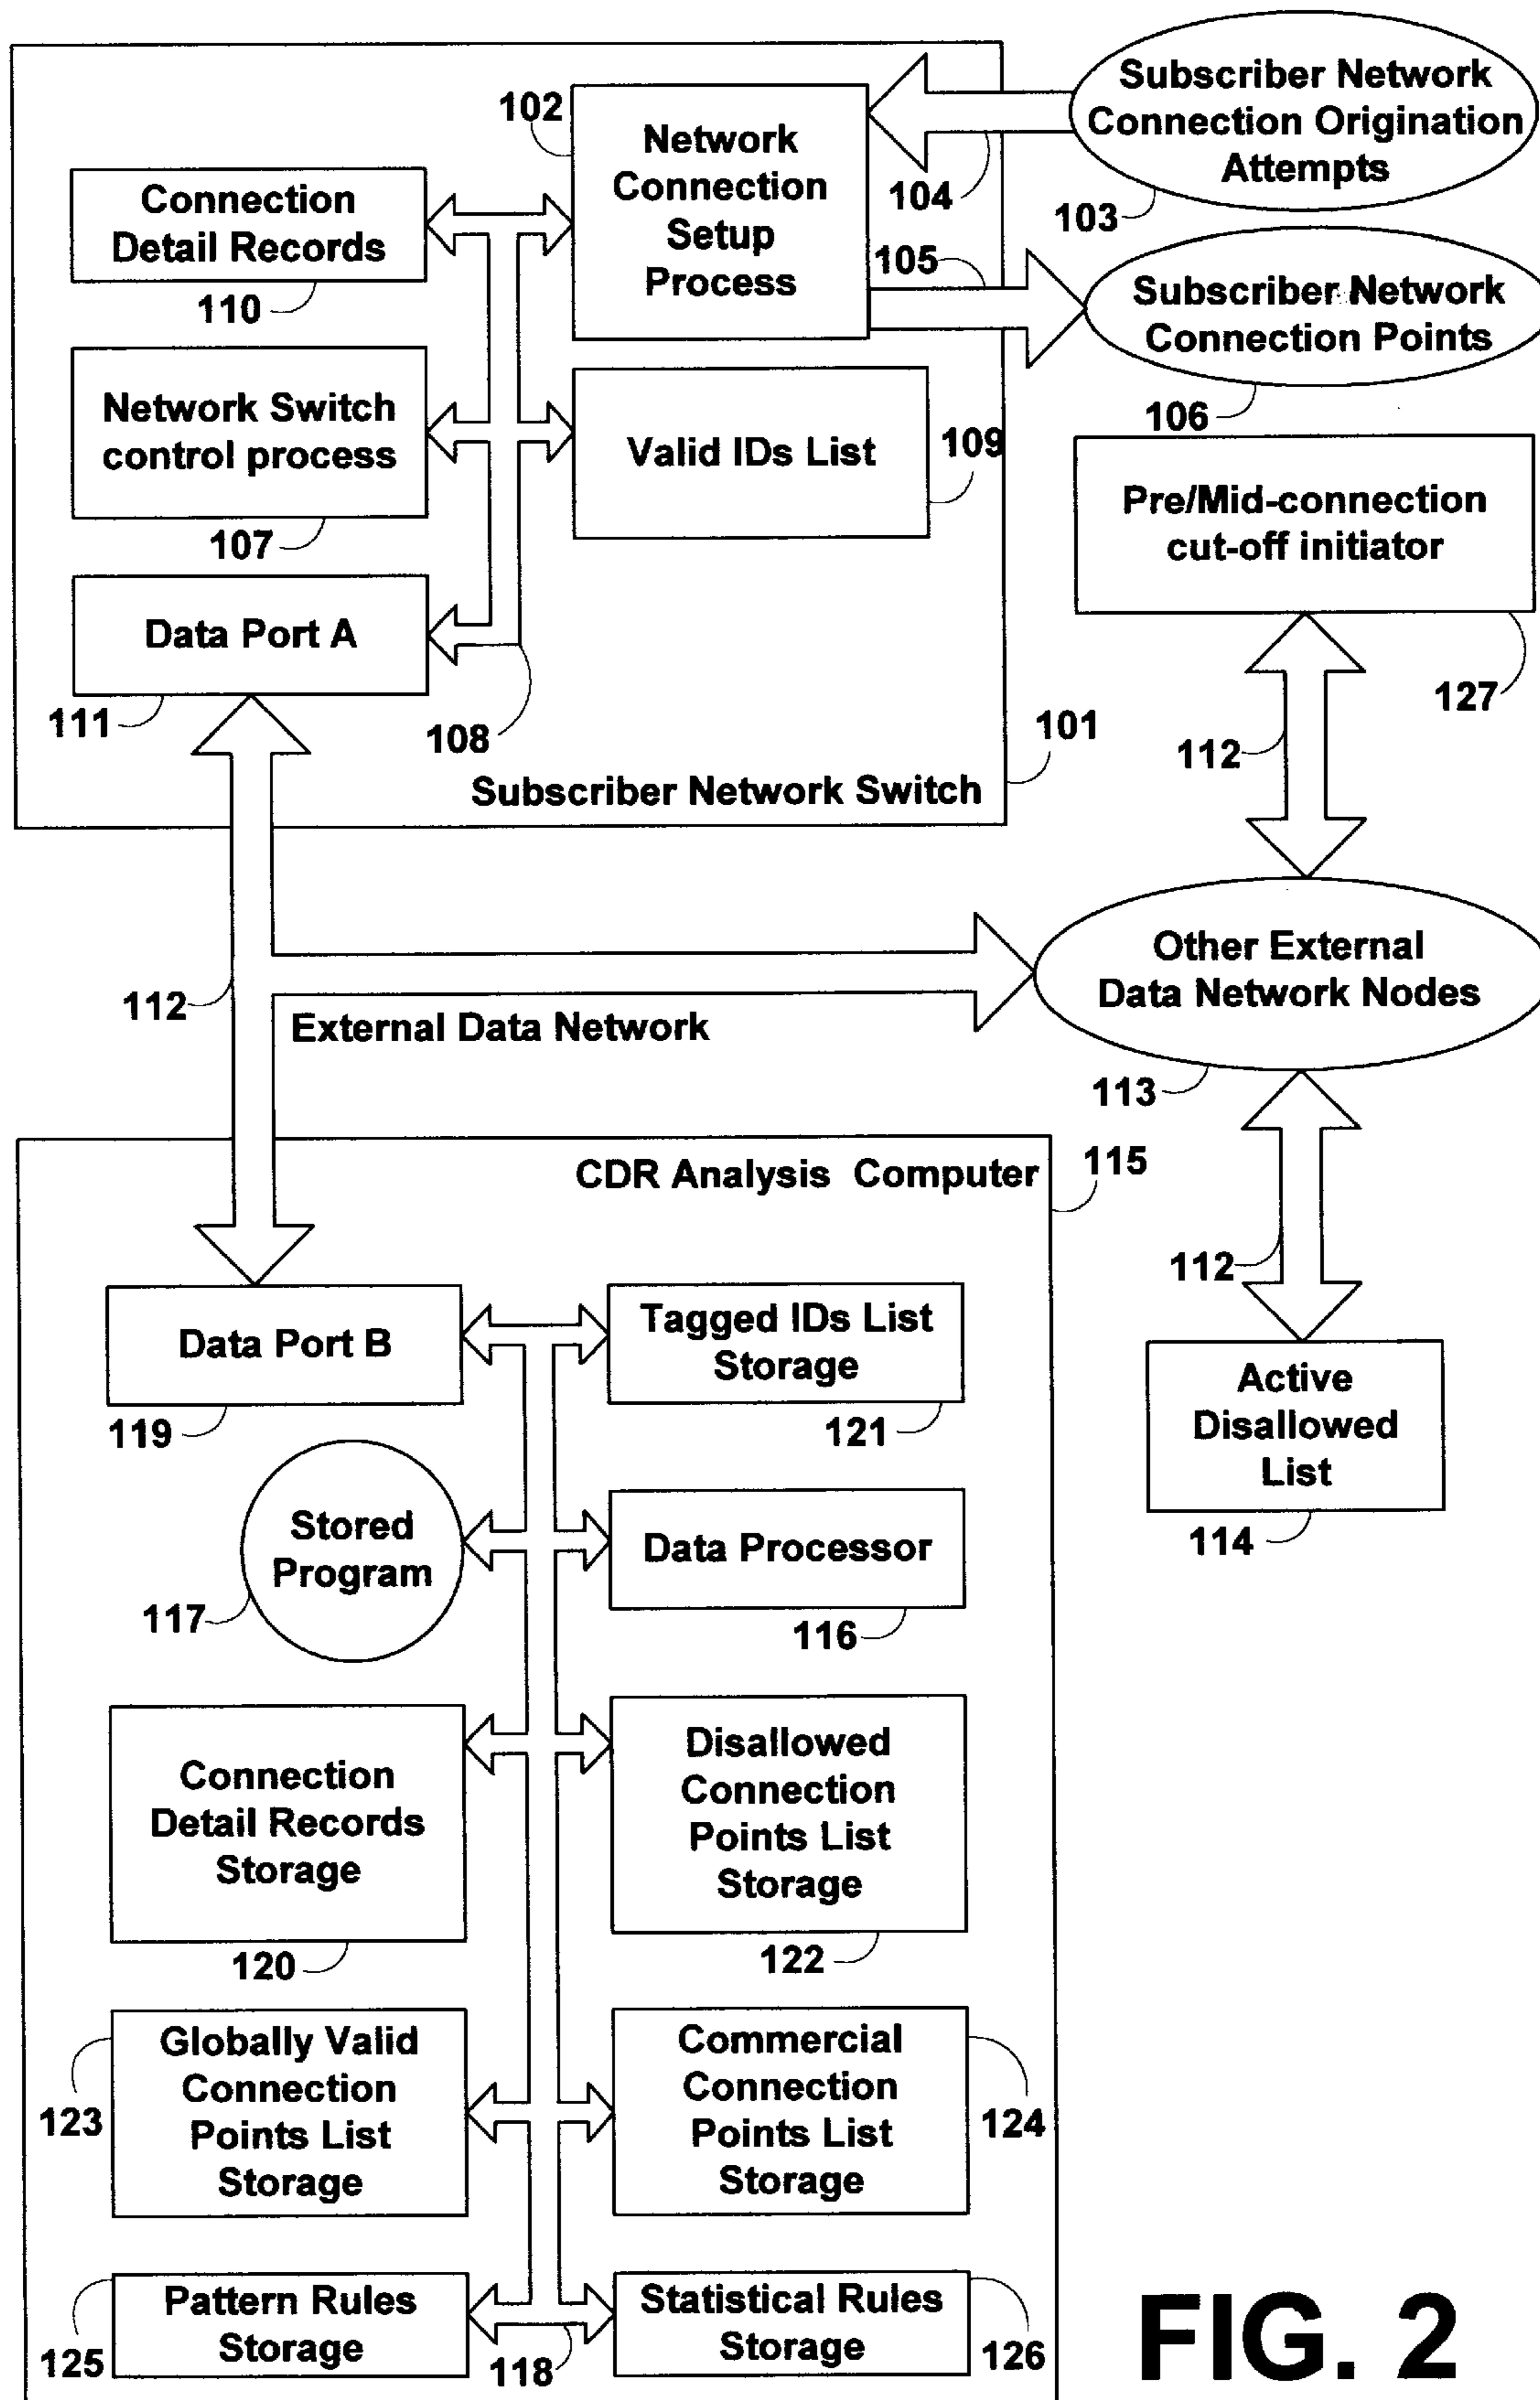 Subscriber Network
Connection Origination
Attempts
103
104
102
Network
Connection
Setup
Process
Connection
Detail Records
110
105
Subscriber Network
Connection Points
106
Network Switch
control process
107
Valid IDs List
109
Pre/Mid-connection
cut-off initiator
127
Data Port A
111
108
101
Subscriber Network Switch
112
Other External
Data Network Nodes
113
112
External Data Network
CDR Analysis Computer
115
112
Data Port B
119
Tagged IDs List
Storage
121
Active
Disallowed
List
114
Stored
Program
117
Data Processor
116
Connection
Detail Records
Storage
120
Disallowed
Connection
Points List
Storage
122
Globally Valid
Connection
Points List
Storage
123
Commercial
Connection
Points List
Storage
124
Pattern Rules
Storage
125
118
Statistical Rules
Storage
126
FIG. 2